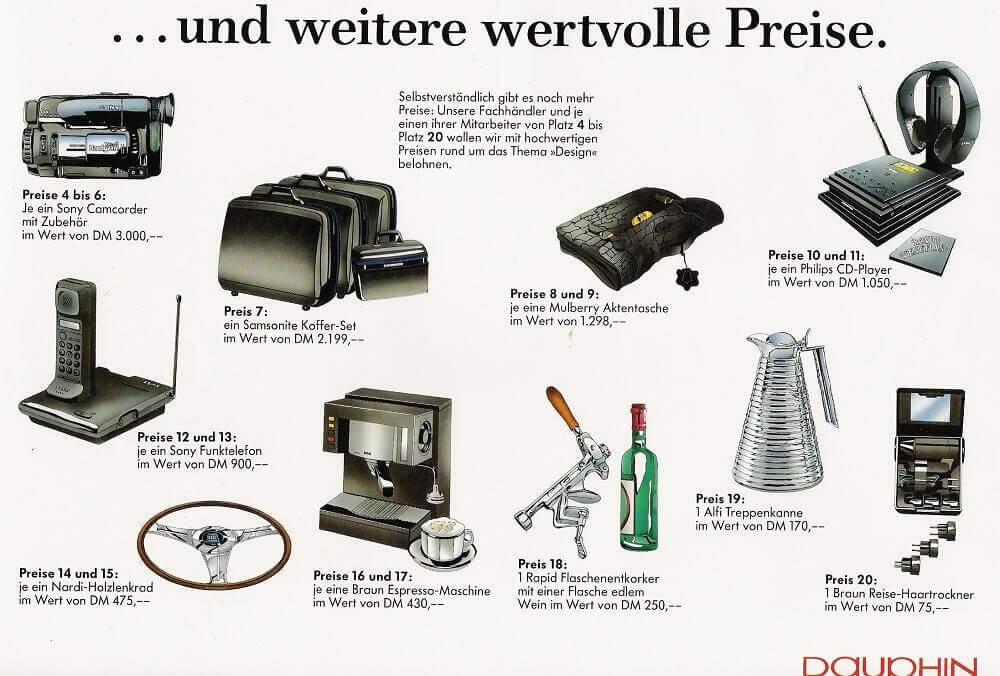 ...und weitere wertvolle Preise.
Selbstverständlich gibt es noch mehr
Preise: Unsere Fachhändler und je
einen ihrer Mitarbeiter von Platz 4 bis
Platz 20 wollen wir mit hochwertigen
Preisen rund um das Thema »Design«
belohnen.
Preise 4 bis 6:
Je ein Sony Camcorder
mit Zubehör
im Wert von DM 3.000,--
Preis 7:
ein Samsonite Koffer-Set
im Wert von DM 2.199,--
Preise 8 und 9:
je eine Mulberry Aktentasche
im Wert von 1.298,--
Preise 10 und 11:
je ein Philips CD-Player
im Wert von DM 1.050,--
Preise 12 und 13:
je ein Sony Funktelefon
im Wert von DM 900,--
Preise 14 und 15:
je ein Nardi-Holzlenkrad
im Wert von DM 475,--
Preise 16 und 17:
je eine Braun Espresso-Maschine
im Wert von DM 430,--
Preis 18:
1 Rapid Flaschenentkorker
mit einer Flasche edlem
Wein im Wert von DM 250,--
Preis 19:
1 Alfi Treppenkanne
im Wert von DM 170,--
Preis 20:
1 Braun Reise-Haartrockner
im Wert von DM 75,--
DAUPHIN